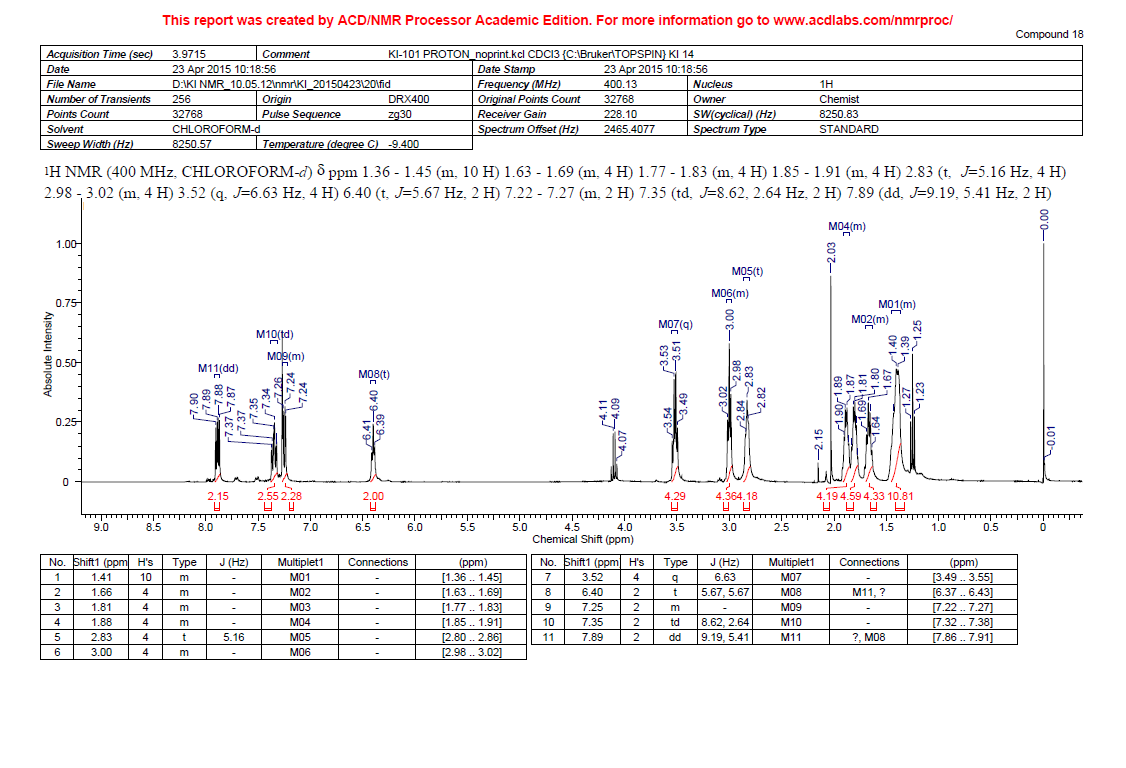 This report was created by ACD/NMR Processor Academic Edition. For more information go to www.acdlabs.com/nmrproc/
Compound 18
Acquisition Time (sec) 3.9715 Comment KI-101 PROTON_noprint.kcl CDCl3 {C:\Bruker\TOPSPIN} KI 14
Date 23 Apr 2015 10:18:56 Date Stamp 23 Apr 2015 10:18:56
File Name D:\KI NMR_10.05.12\nmr\KI_20150423\20\fid Frequency (MHz) 400.13 Nucleus 1H
Number of Transients 256 Origin DRX400 Original Points Count 32768 Owner Chemist
Points Count 32768 Pulse Sequence zg30 Receiver Gain 228.10 SW(cyclical) (Hz) 8250.83
Solvent CHLOROFORM-d Spectrum Offset (Hz) 2465.4077 Spectrum Type STANDARD
Sweep Width (Hz) 8250.57 Temperature (degree C) -9.400
1H NMR (400 MHz, CHLOROFORM-d) δ ppm 1.36 - 1.45 (m, 10 H) 1.63 - 1.69 (m, 4 H) 1.77 - 1.83 (m, 4 H) 1.85 - 1.91 (m, 4 H) 2.83 (t, J=5.16 Hz, 4 H)
2.98 - 3.02 (m, 4 H) 3.52 (q, J=6.63 Hz, 4 H) 6.40 (t, J=5.67 Hz, 2 H) 7.22 - 7.27 (m, 2 H) 7.35 (td, J=8.62, 2.64 Hz, 2 H) 7.89 (dd, J=9.19, 5.41 Hz, 2 H)
Absolute Intensity
1.00
0.75
0.50
0.25
0
M11(dd)
M10(td)
M09(m)
M08(t)
M07(q)
M06(m)
M05(t)
M04(m)
M02(m)
M01(m)
7.90
7.89
7.88
7.87
7.37
7.37
7.35
7.34
7.26
7.24
7.24
6.41
6.40
6.39
4.11
4.09
4.07
3.54
3.53
3.51
3.49
3.02
3.00
2.98
2.84
2.83
2.82
2.15
2.03
1.90
1.89
1.87
1.81
1.80
1.69
1.67
1.64
1.40
1.39
1.27
1.25
1.23
0.00
-0.01
2.15 2.55 2.28 2.00 4.29 4.36 4.18 4.19 4.59 4.33 10.81
9.0 8.5 8.0 7.5 7.0 6.5 6.0 5.5 5.0 4.5 4.0 3.5 3.0 2.5 2.0 1.5 1.0 0.5 0
Chemical Shift (ppm)
No. Shift1 (ppm H's Type J (Hz) Multiplet1 Connections (ppm)
1 1.41 10 m - M01 - [1.36 .. 1.45]
2 1.66 4 m - M02 - [1.63 .. 1.69]
3 1.81 4 m - M03 - [1.77 .. 1.83]
4 1.88 4 m - M04 - [1.85 .. 1.91]
5 2.83 4 t 5.16 M05 - [2.80 .. 2.86]
6 3.00 4 m - M06 - [2.98 .. 3.02]
No. Shift1 (ppm H's Type J (Hz) Multiplet1 Connections (ppm)
7 3.52 4 q 6.63 M07 - [3.49 .. 3.55]
8 6.40 2 t 5.67, 5.67 M08 M11, ? [6.37 .. 6.43]
9 7.25 2 m - M09 - [7.22 .. 7.27]
10 7.35 2 td 8.62, 2.64 M10 - [7.32 .. 7.38]
11 7.89 2 dd 9.19, 5.41 M11 ?, M08 [7.86 .. 7.91]